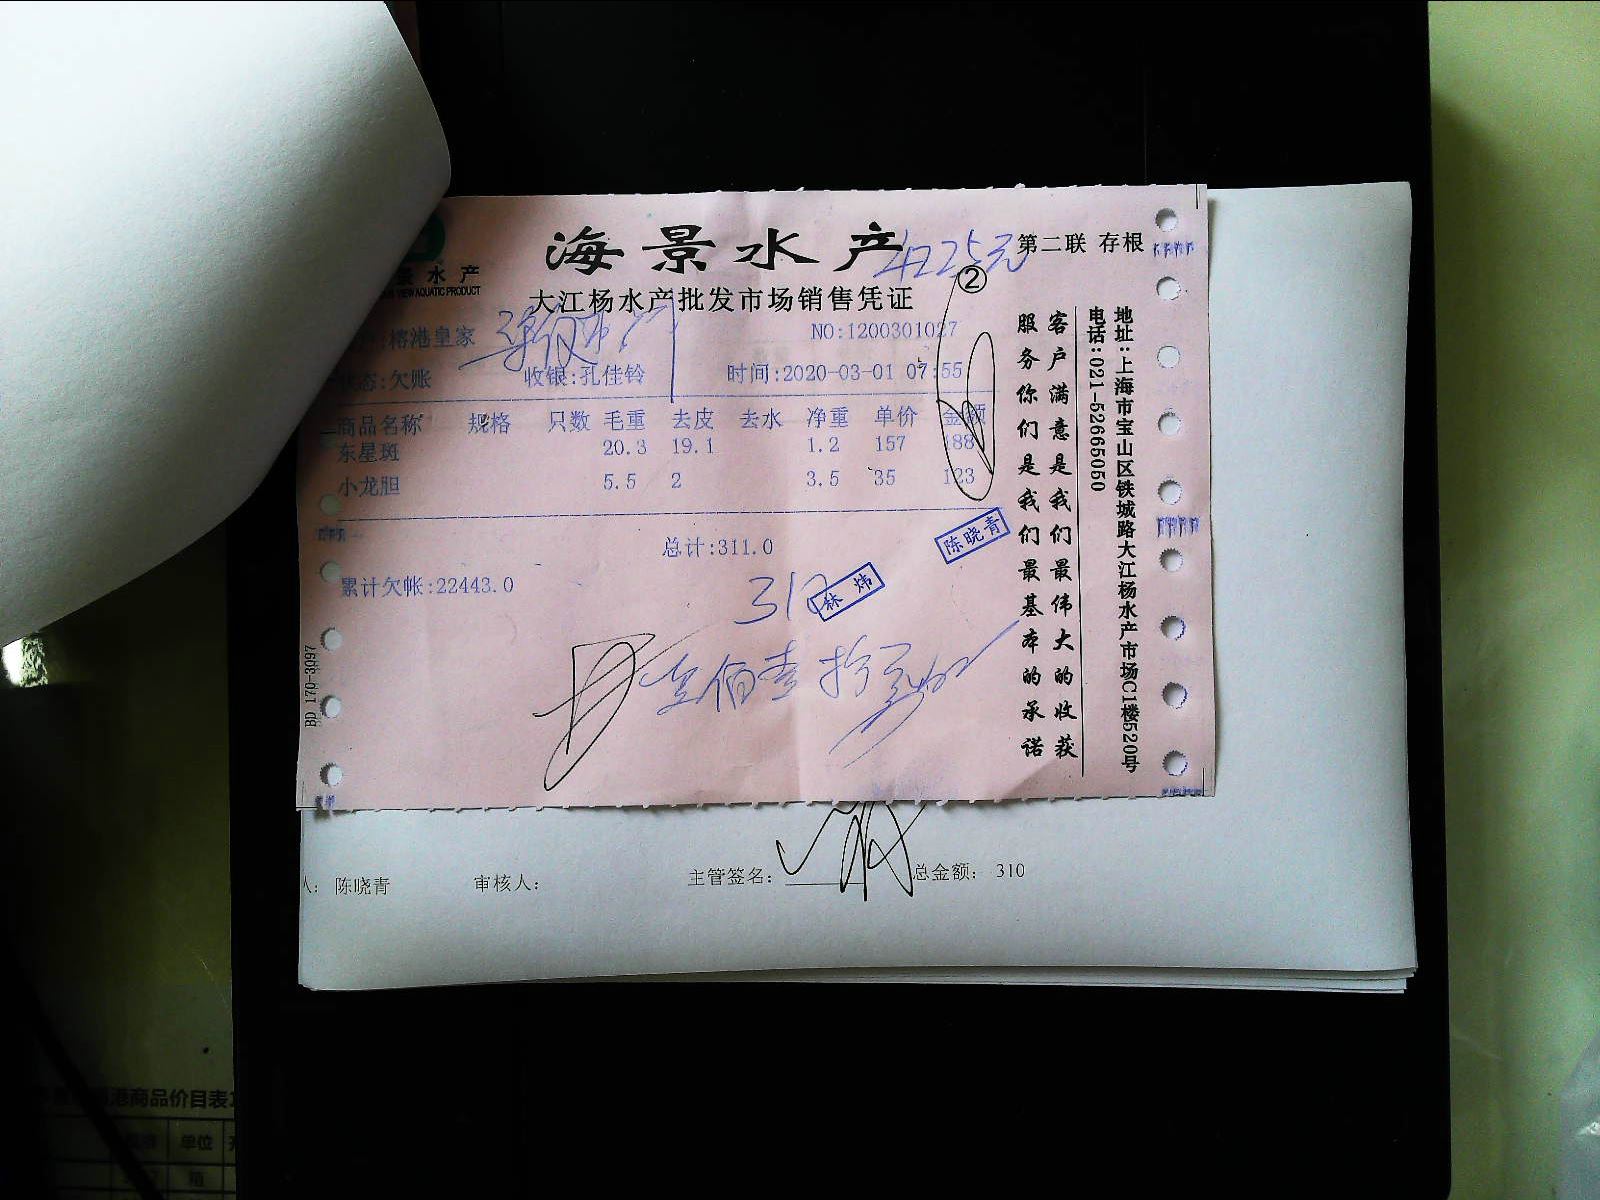 海景水产
第二联 存根
②
景水产
VIEW AQUATIC PRODUCT
大江杨水产批发市场销售凭证
:榕港皇家
NO:1200301027
状态:欠账 收银:孔佳铃 时间:2020-03-01 07:55
商品名称 规格 只数 毛重 去皮 去水 净重 单价 金额
东星斑 20.3 19.1 1.2 157 188
小龙胆 5.5 2 3.5 35 123
总计:311.0
累计欠帐:22443.0
310
林炜
陈晓青
BD 170-3097
客户满意是我们最伟大的收获
服务你们是我们最基本的承诺
地址:上海市宝山区铁城路大江杨水产市场C1楼520号
电话:021-52665050
人: 陈晓青 审核人: 主管签名: 总金额: 310
港商品价目表
单位
箱